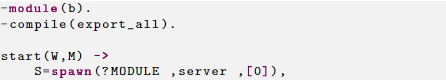 -module(b).
-compile(export_all).
start(W,M) ->
S=spawn(?MODULE ,server ,[0]),